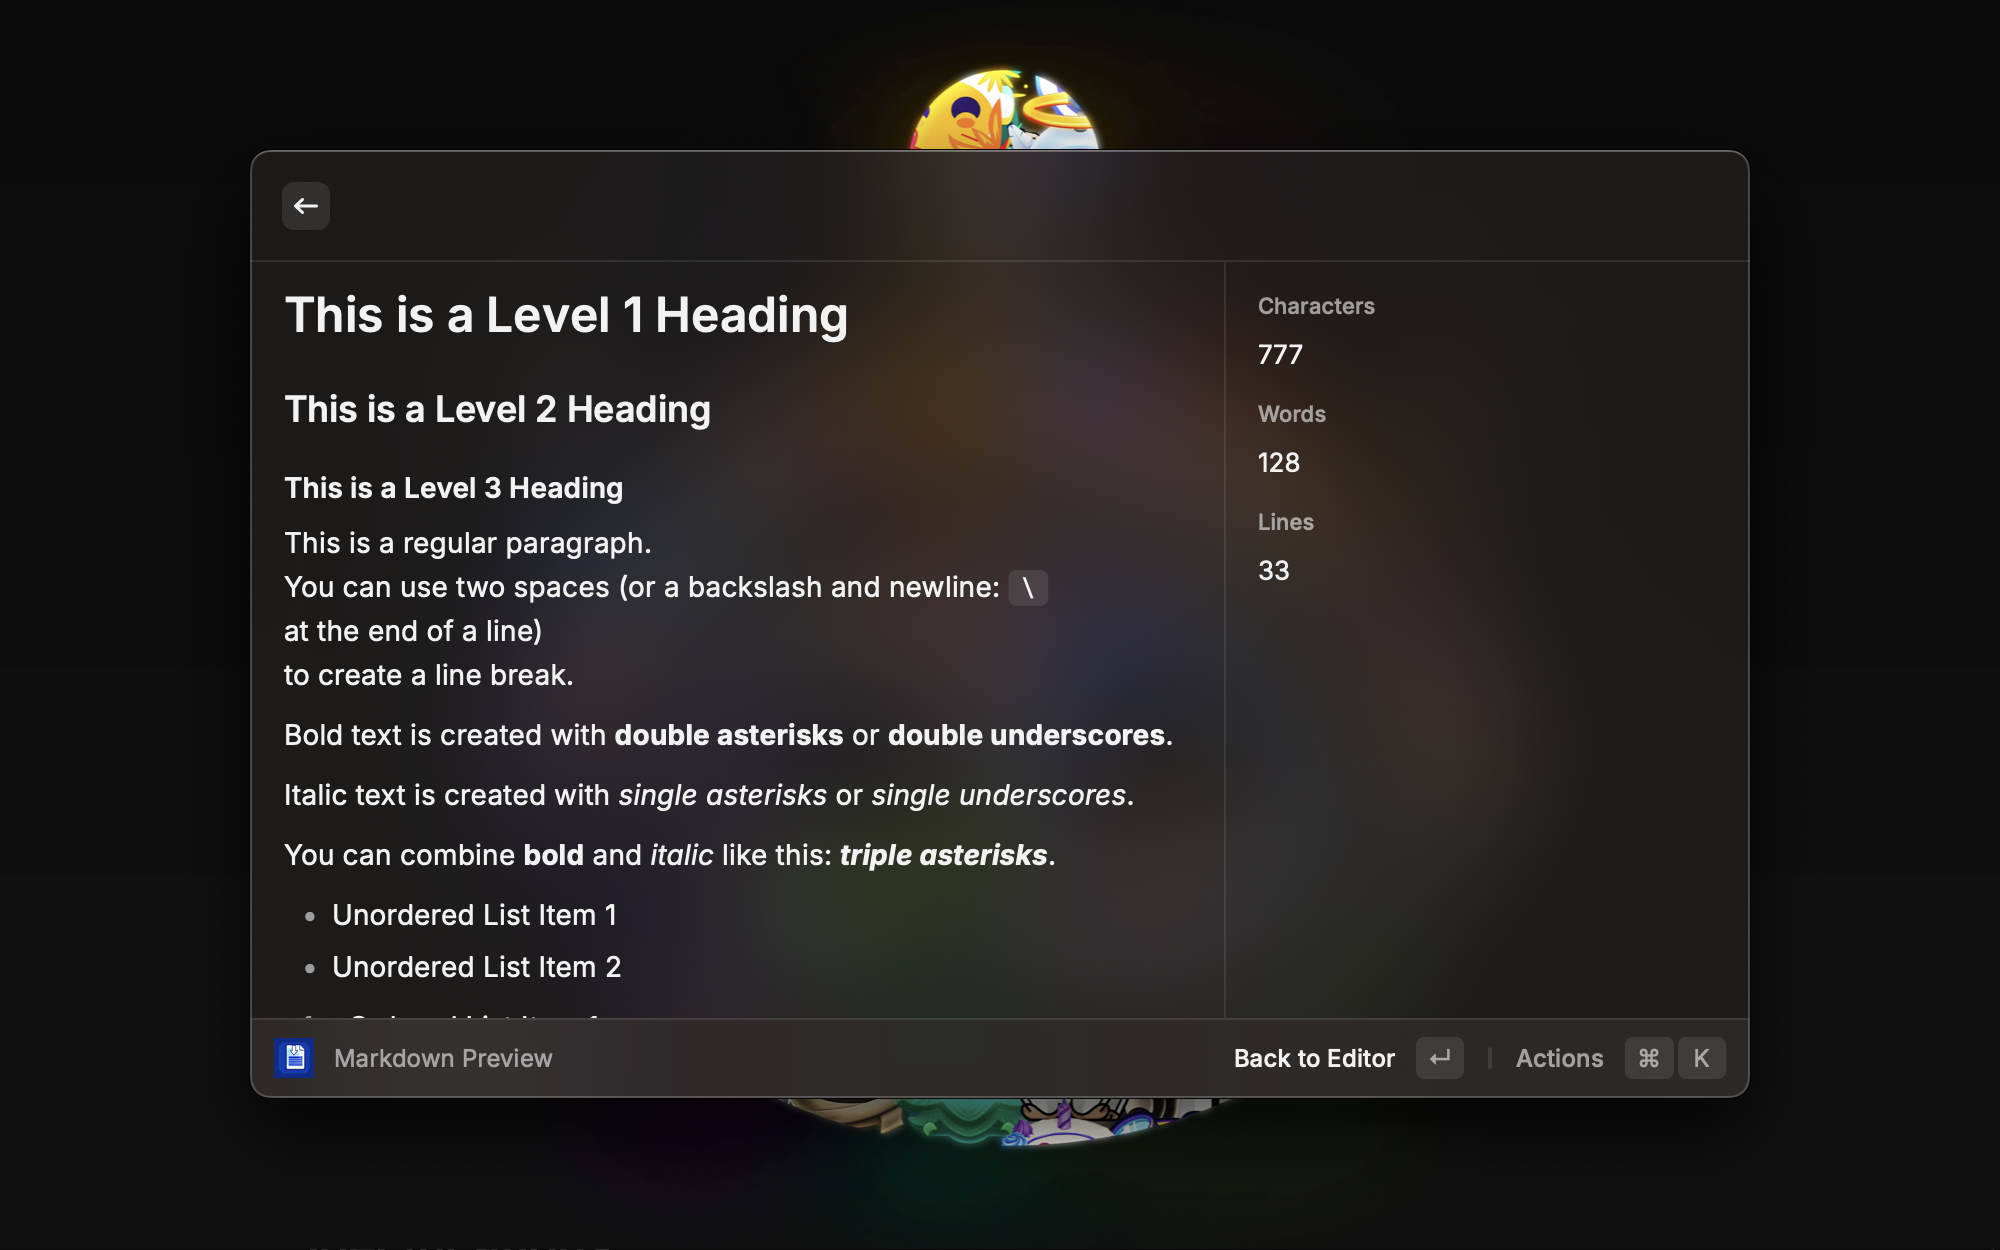 This is a Level 1 Heading
This is a Level 2 Heading
This is a Level 3 Heading
This is a regular paragraph.
You can use two spaces (or a backslash and newline: \
at the end of a line)
to create a line break.
Bold text is created with double asterisks or double underscores.
Italic text is created with single asterisks or single underscores.
You can combine bold and italic like this: triple asterisks.
• Unordered List Item 1
• Unordered List Item 2
Characters
777
Words
128
Lines
33
Markdown Preview
Back to Editor ↵ | Actions ⌘ K